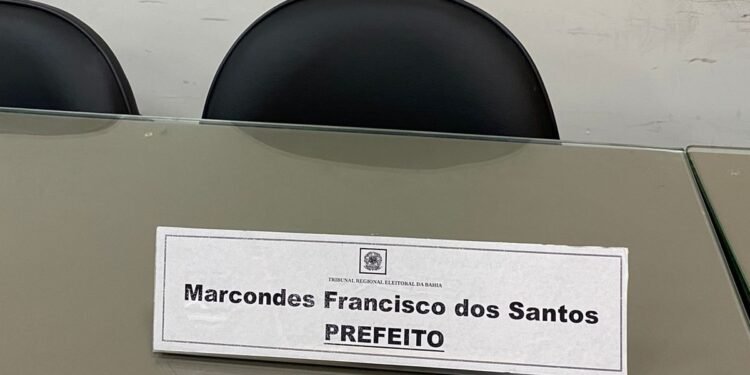 TRIBUNAL REGIONAL ELEITORAL DA BAHIA
Marcondes Francisco dos Santos
PREFEITO